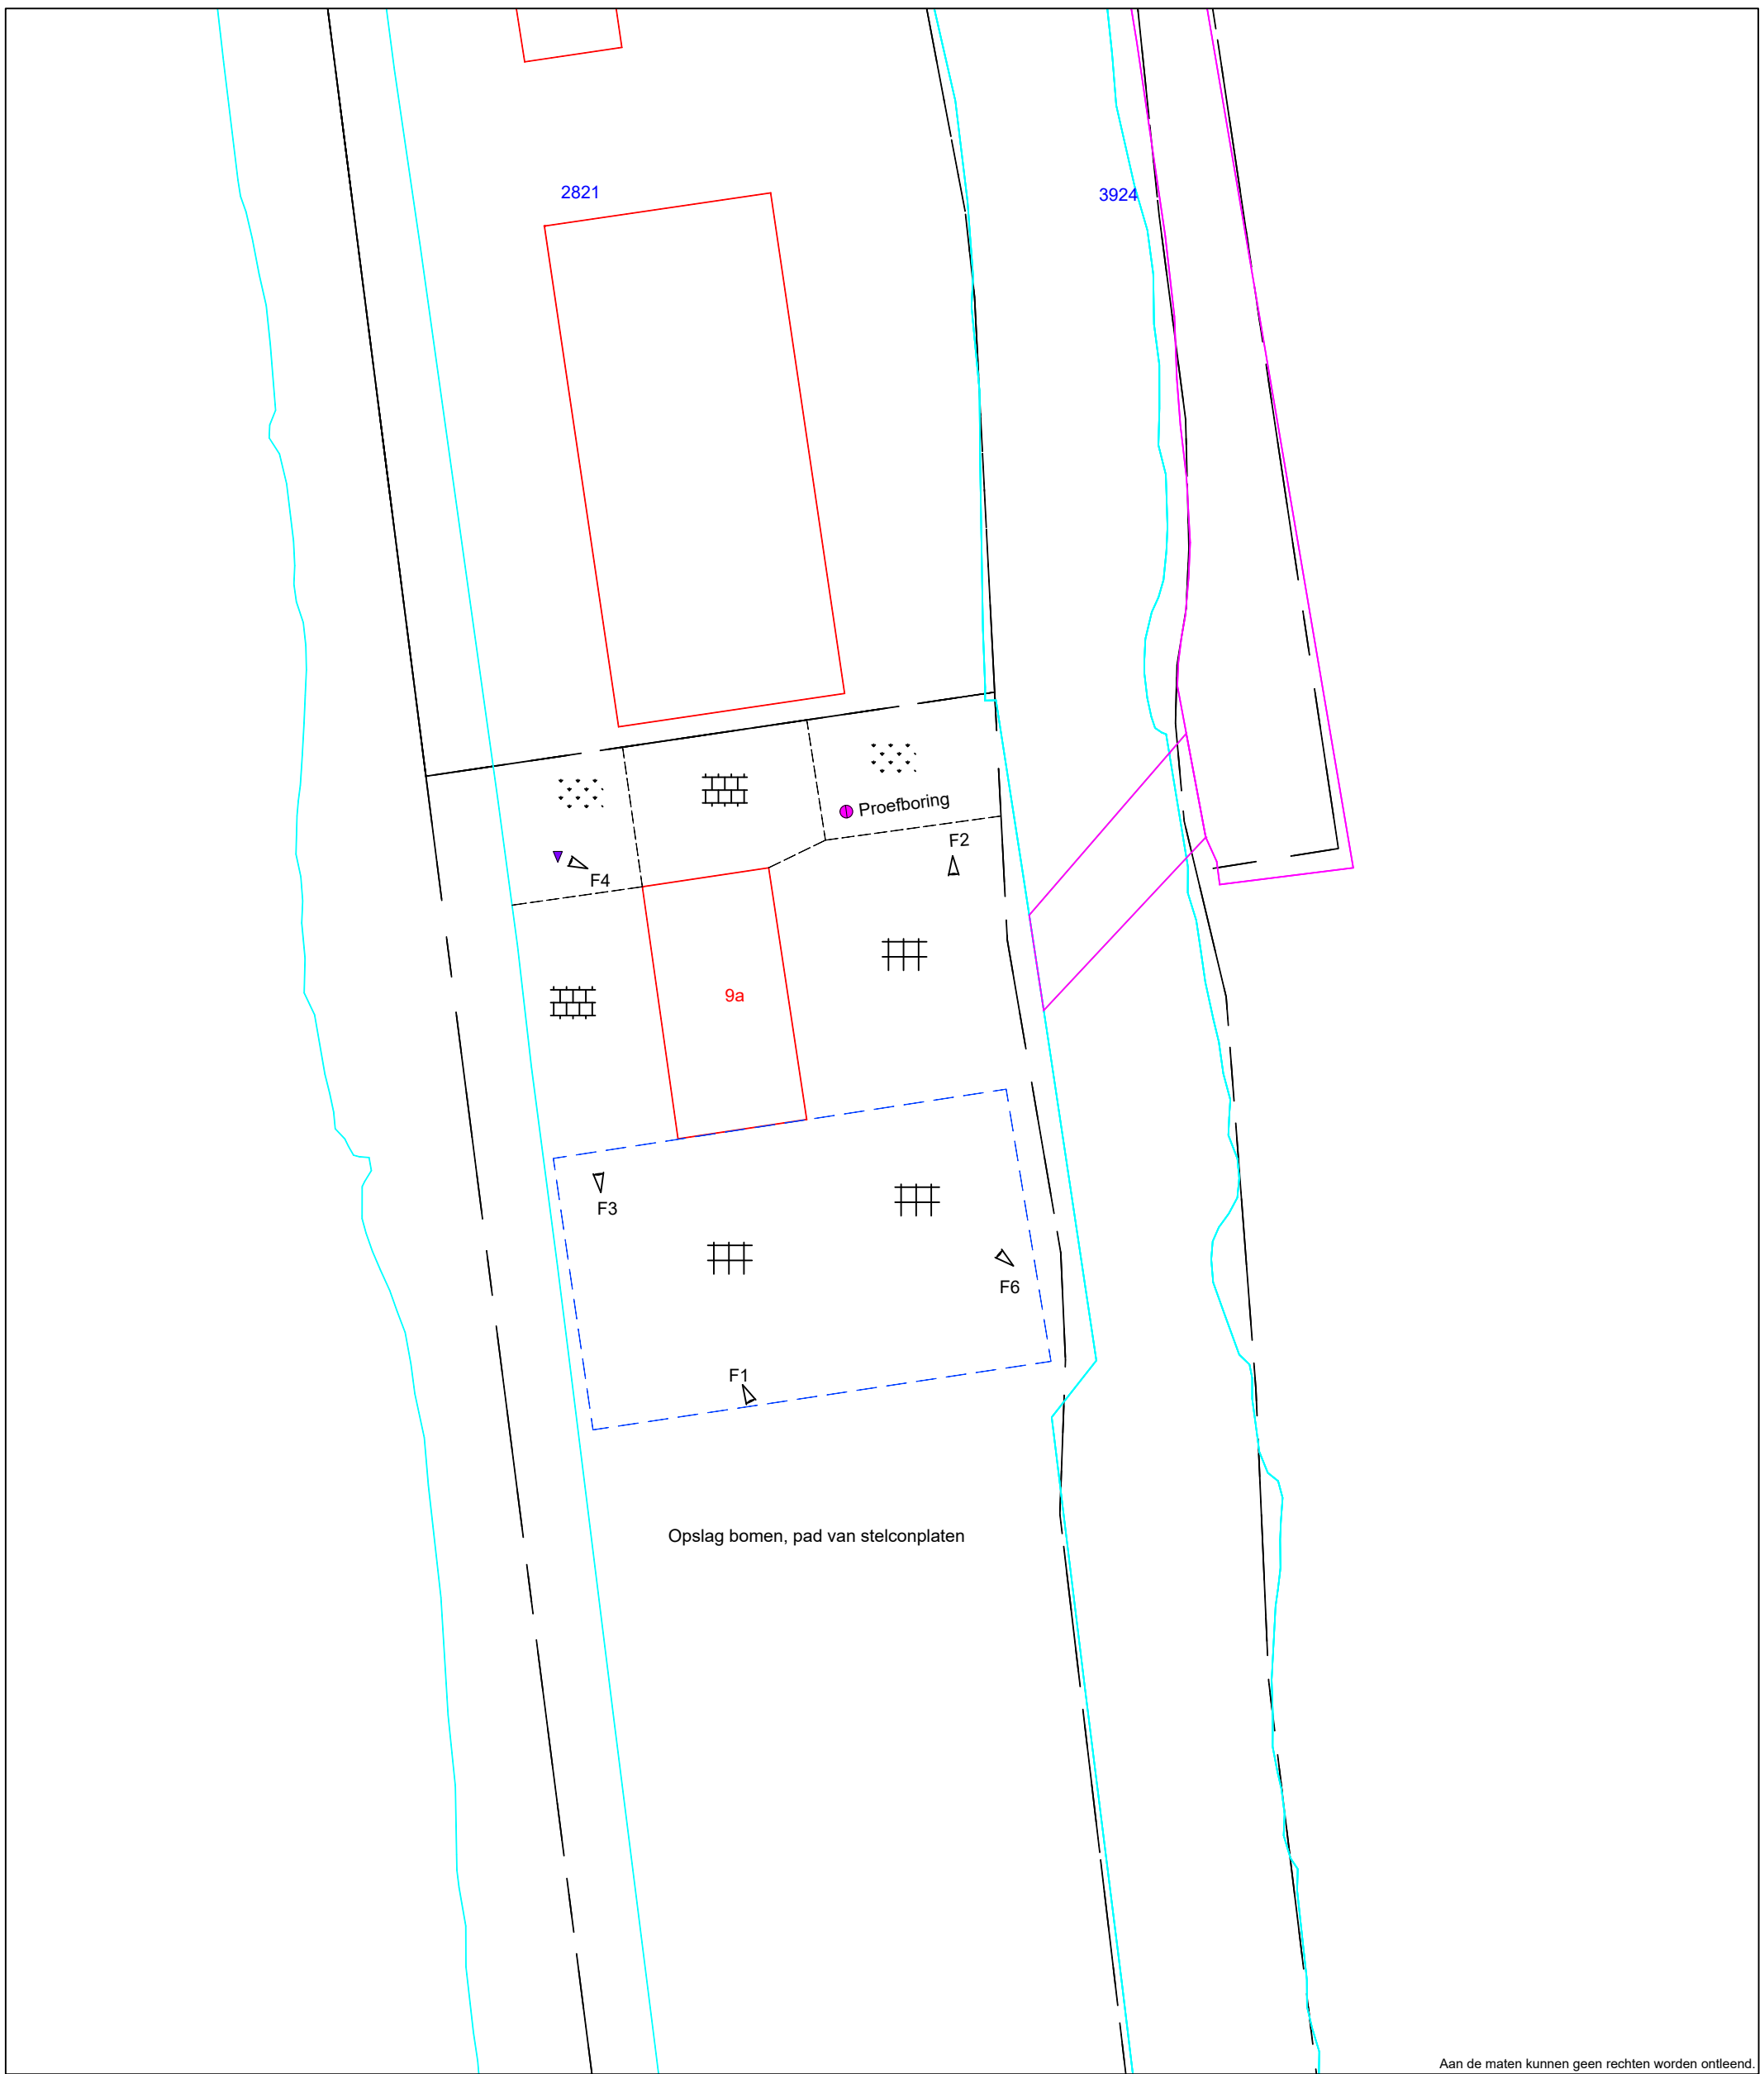 2821
3924
Proefboring
F2
F4
9a
F3
F6
F1
Opslag bomen, pad van stelconplaten
Aan de maten kunnen geen rechten worden ontleend.